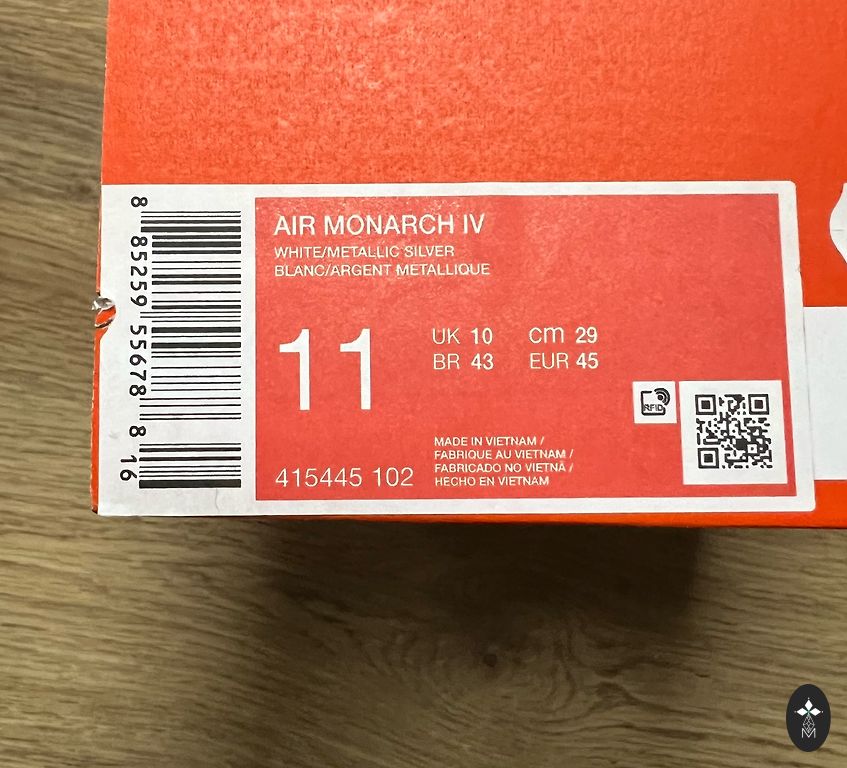 AIR MONARCH IV
WHITE/METALLIC SILVER
BLANC/ARGENT METALLIQUE
11
UK 10 cm 29
BR 43 EUR 45
RFID
MADE IN VIETNAM /
FABRIQUE AU VIETNAM /
FABRICADO NO VIETNÃ /
HECHO EN VIETNAM
415445 102
8 85259 55678 8 16
M